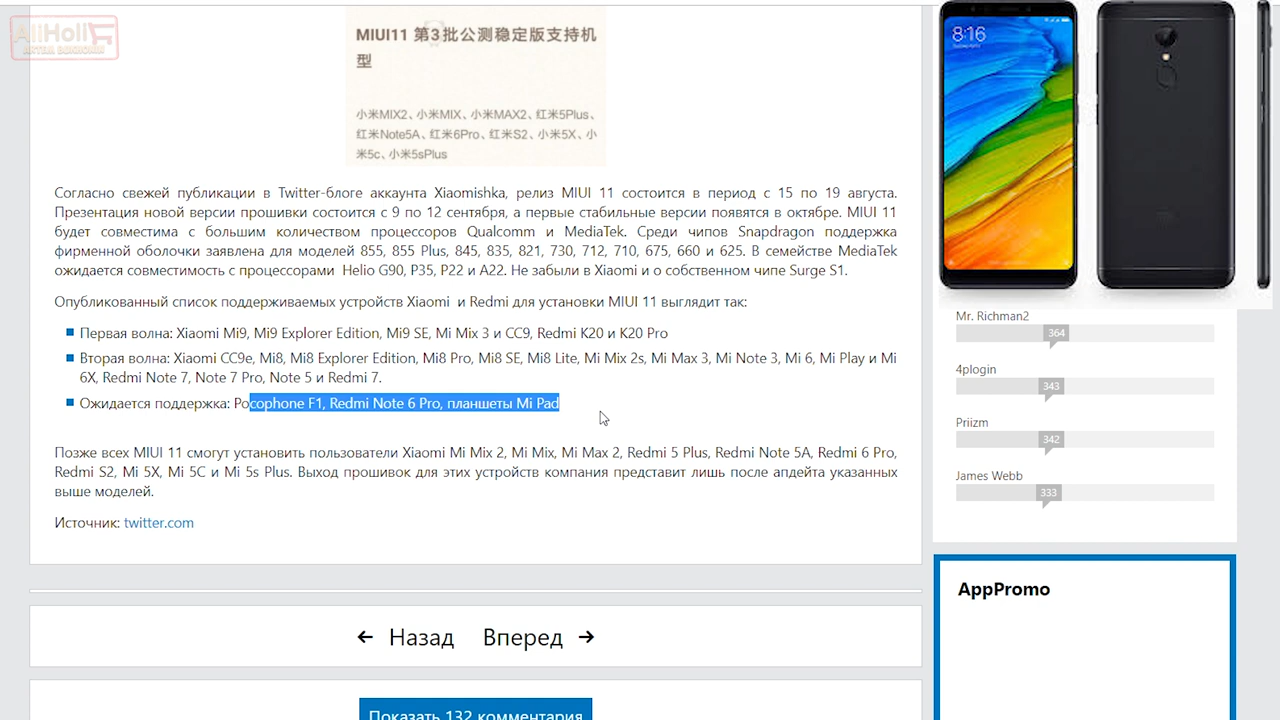 AllHoll
MIUI11 第3批公测稳定版支持机
型
小米MIX2、小米MIX、小米MAX2、红米5Plus、
红米Note5A、红米6Pro、红米S2、小米5X、小
米5c、小米5sPlus
Согласно свежей публикации в Twitter-блоге аккаунта Xiaomishka, релиз MIUI 11 состоится в период с 15 по 19 августа.
Презентация новой версии прошивки состоится с 9 по 12 сентября, а первые стабильные версии появятся в октябре. MIUI 11
будет совместима с большим количеством процессоров Qualcomm и MediaTek. Среди чипов Snapdragon поддержка
фирменной оболочки заявлена для моделей 855, 855 Plus, 845, 835, 821, 730, 712, 710, 675, 660 и 625. В семействе MediaTek
ожидается совместимость с процессорами Helio G90, P35, P22 и A22. Не забыли в Xiaomi и о собственном чипе Surge S1.
Опубликованный список поддерживаемых устройств Xiaomi и Redmi для установки MIUI 11 выглядит так:
Первая волна: Xiaomi Mi9, Mi9 Explorer Edition, Mi9 SE, Mi Mix 3 и CC9, Redmi K20 и K20 Pro
Вторая волна: Xiaomi CC9e, Mi8, Mi8 Explorer Edition, Mi8 Pro, Mi8 SE, Mi8 Lite, Mi Mix 2s, Mi Max 3, Mi Note 3, Mi 6, Mi Play и Mi
6X, Redmi Note 7, Note 7 Pro, Note 5 и Redmi 7.
Ожидается поддержка: Pocophone F1, Redmi Note 6 Pro, планшеты Mi Pad
Позже всех MIUI 11 смогут установить пользователи Xiaomi Mi Mix 2, Mi Mix, Mi Max 2, Redmi 5 Plus, Redmi Note 5A, Redmi 6 Pro,
Redmi S2, Mi 5X, Mi 5C и Mi 5s Plus. Выход прошивок для этих устройств компания представит лишь после апдейта указанных
выше моделей.
Источник: twitter.com
← Назад Вперед →
Показать 132 комментария
8:16
Mr. Richman2
364
4plogin
343
Priizm
342
James Webb
333
AppPromo